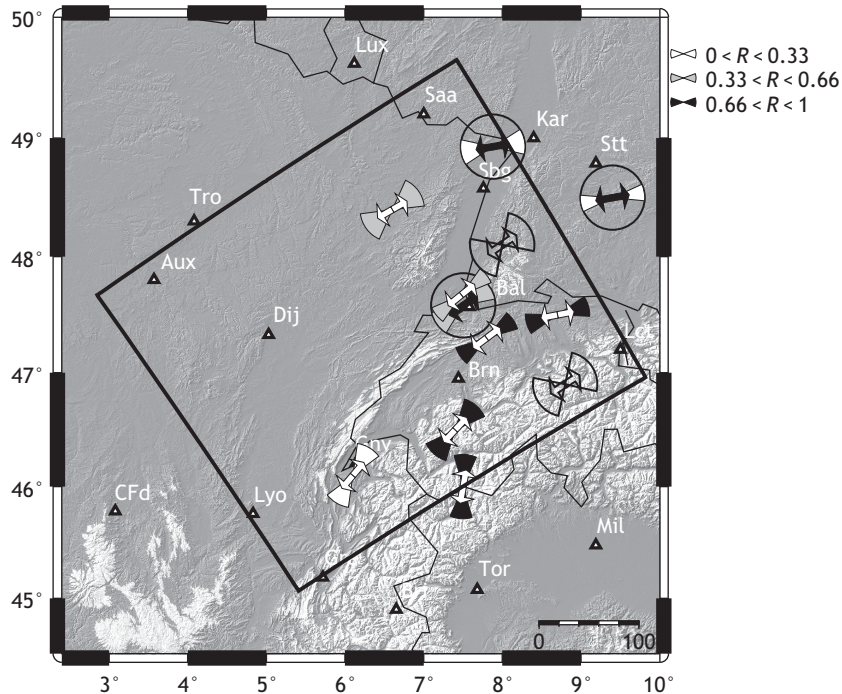 50°
49°
48°
47°
46°
45°
3°
4°
5°
6°
7°
8°
9°
10°
0 < R < 0.33
0.33 < R < 0.66
0.66 < R < 1
Lux
Saa
Kar
Stt
Sbg
Tro
Aux
Dij
Bâl
Brn
CFd
Lyo
Mil
Tor
0
100